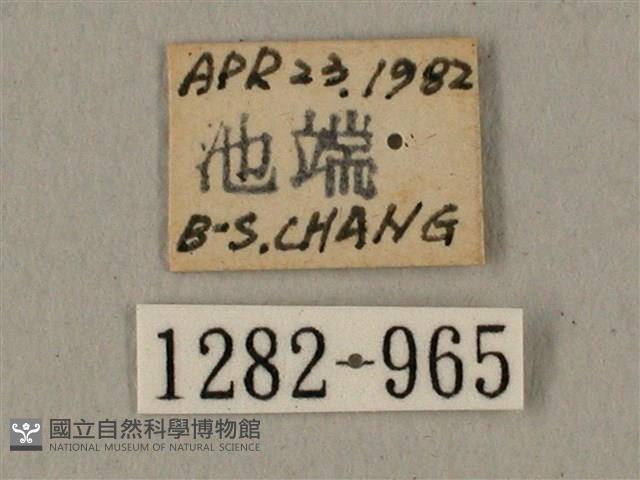 APR 23.1982
池端
B-S.CHANG
1282-965
國立自然科學博物館
NATIONAL MUSEUM OF NATURAL SCIENCE